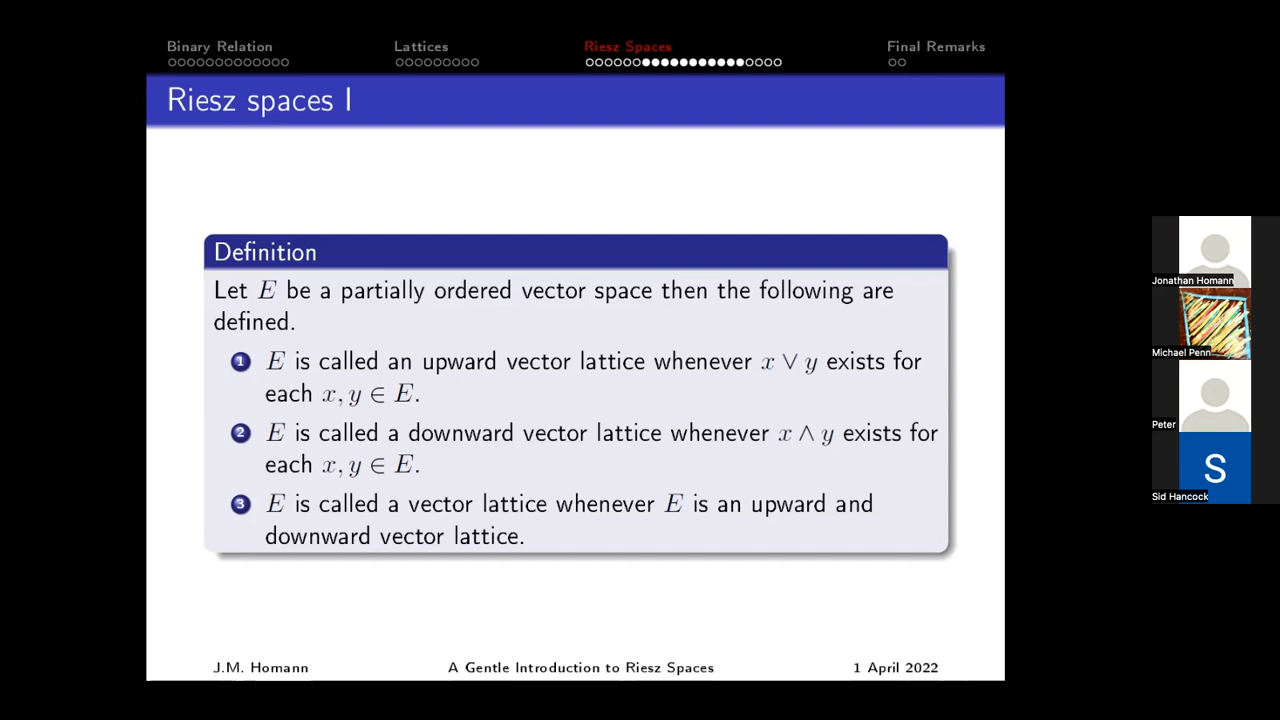 Binary Relation
Lattices
Riesz Spaces
Final Remarks
Riesz spaces I
Definition
Let E be a partially ordered vector space then the following are
defined.
1 E is called an upward vector lattice whenever x ∨ y exists for
each x, y ∈ E.
2 E is called a downward vector lattice whenever x ∧ y exists for
each x, y ∈ E.
3 E is called a vector lattice whenever E is an upward and
downward vector lattice.
J.M. Homann
A Gentle Introduction to Riesz Spaces
1 April 2022
Jonathan Homann
Michael Penn
Peter
S
Sid Hancock